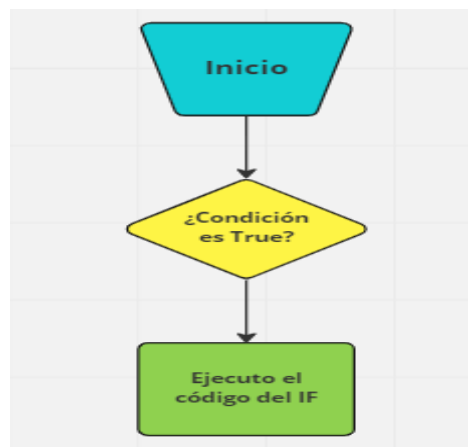 Inicio
¿Condición
es True?
Ejecuto el
código del IF